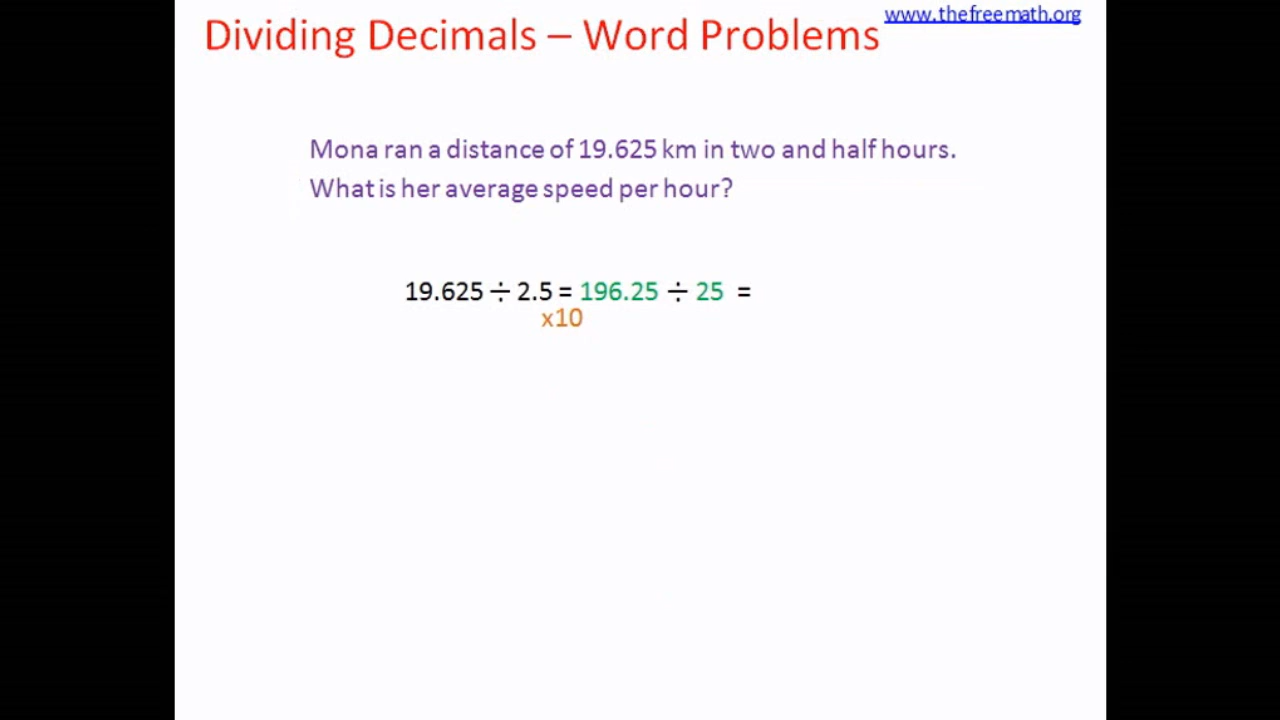 www.thefreemath.org
Dividing Decimals – Word Problems
Mona ran a distance of 19.625 km in two and half hours.
What is her average speed per hour?
19.625 ÷ 2.5 = 196.25 ÷ 25 =
x10